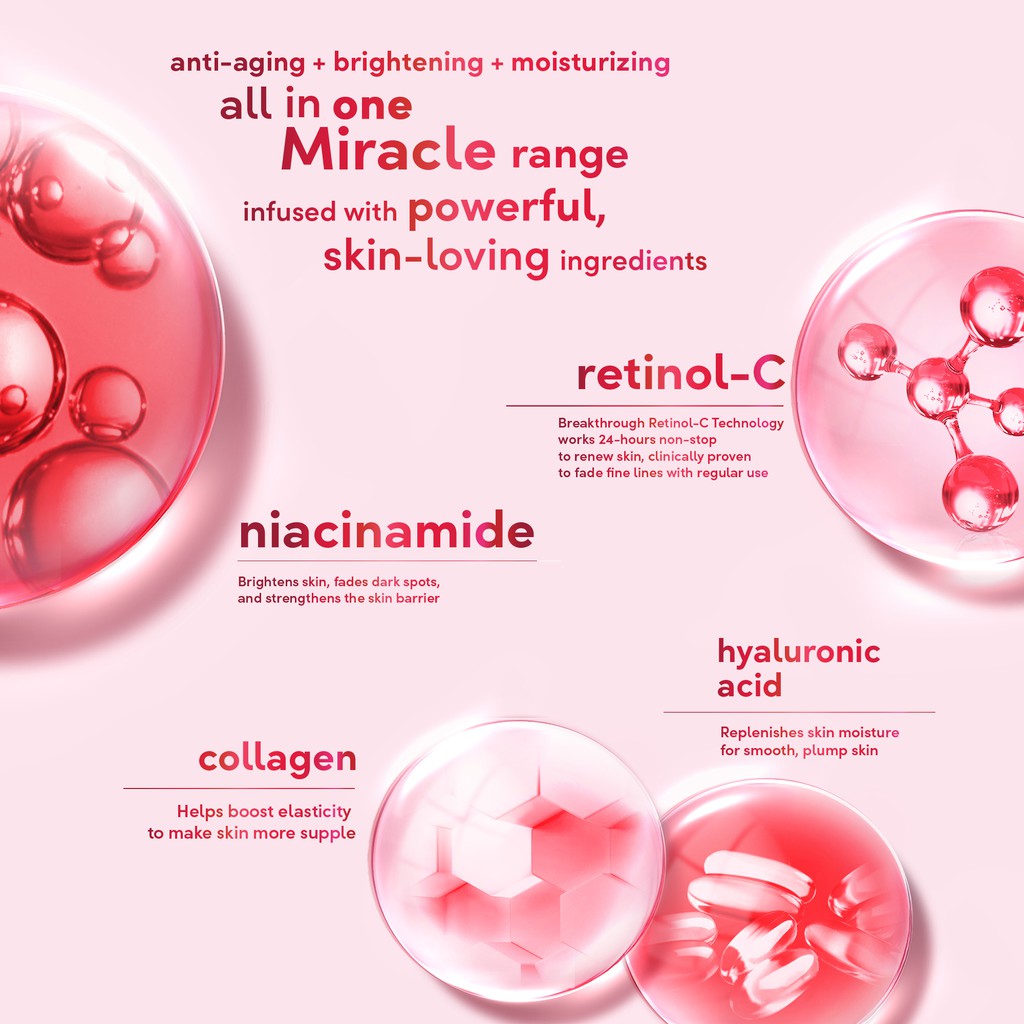 anti-aging + brightening + moisturizing
all in one
Miracle range
infused with powerful,
skin-loving ingredients
retinol-C
Breakthrough Retinol-C Technology
works 24-hours non-stop
to renew skin, clinically proven
to fade fine lines with regular use
niacinamide
Brightens skin, fades dark spots,
and strengthens the skin barrier
hyaluronic
acid
Replenishes skin moisture
for smooth, plump skin
collagen
Helps boost elasticity
to make skin more supple